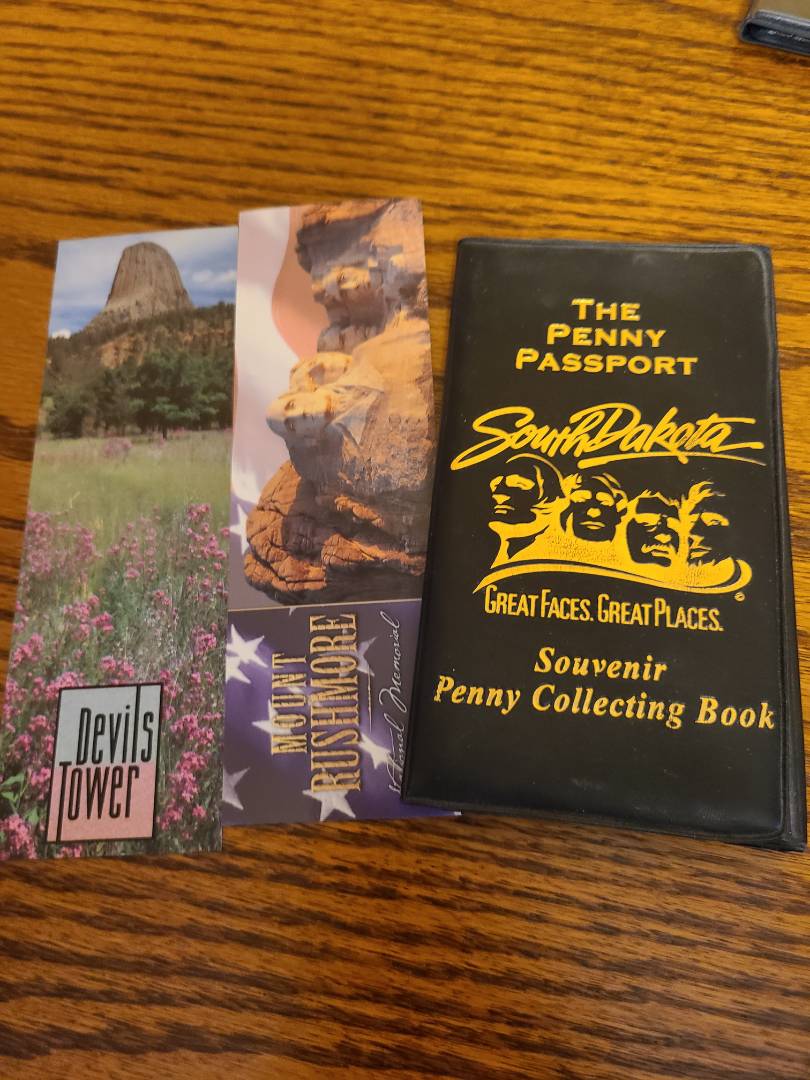 Devils
Tower
MOUNT
RUSHMORE
National Memorial
THE
PENNY
PASSPORT
South Dakota
GREAT FACES. GREAT PLACES.
Souvenir
Penny Collecting Book